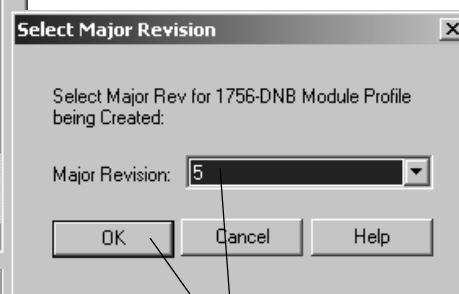 Select Major Revision
Select Major Rev for 1756-DNB Module Profile
being Created:
Major Revision: 5
OK Cancel Help